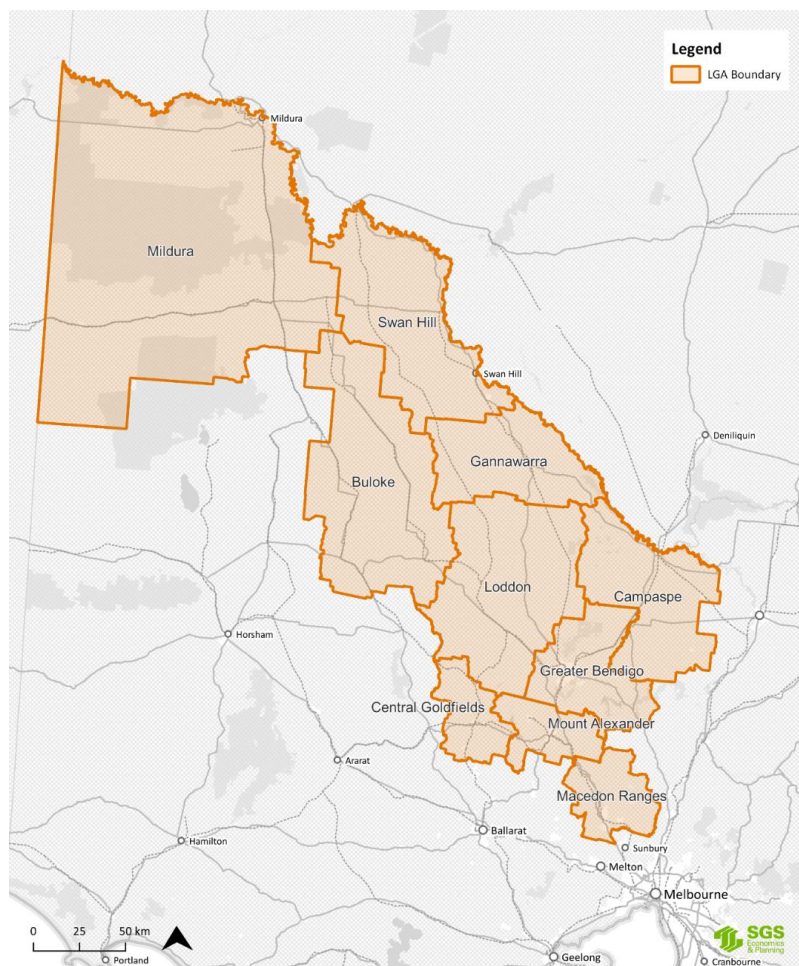 Legend
LGA Boundary
Mildura
Mildura
Swan Hill
Swan Hill
Deniliquin
Gannawarra
Buloke
Loddon
Campaspe
Horsham
Greater Bendigo
Central Goldfields
Mount Alexander
Ararat
Macedon Ranges
Ballarat
Hamilton
Sunbury
Melton
Melbourne
0 25 50 km
SGS
Economics
& Planning
Geelong
Portland
Cranbourne